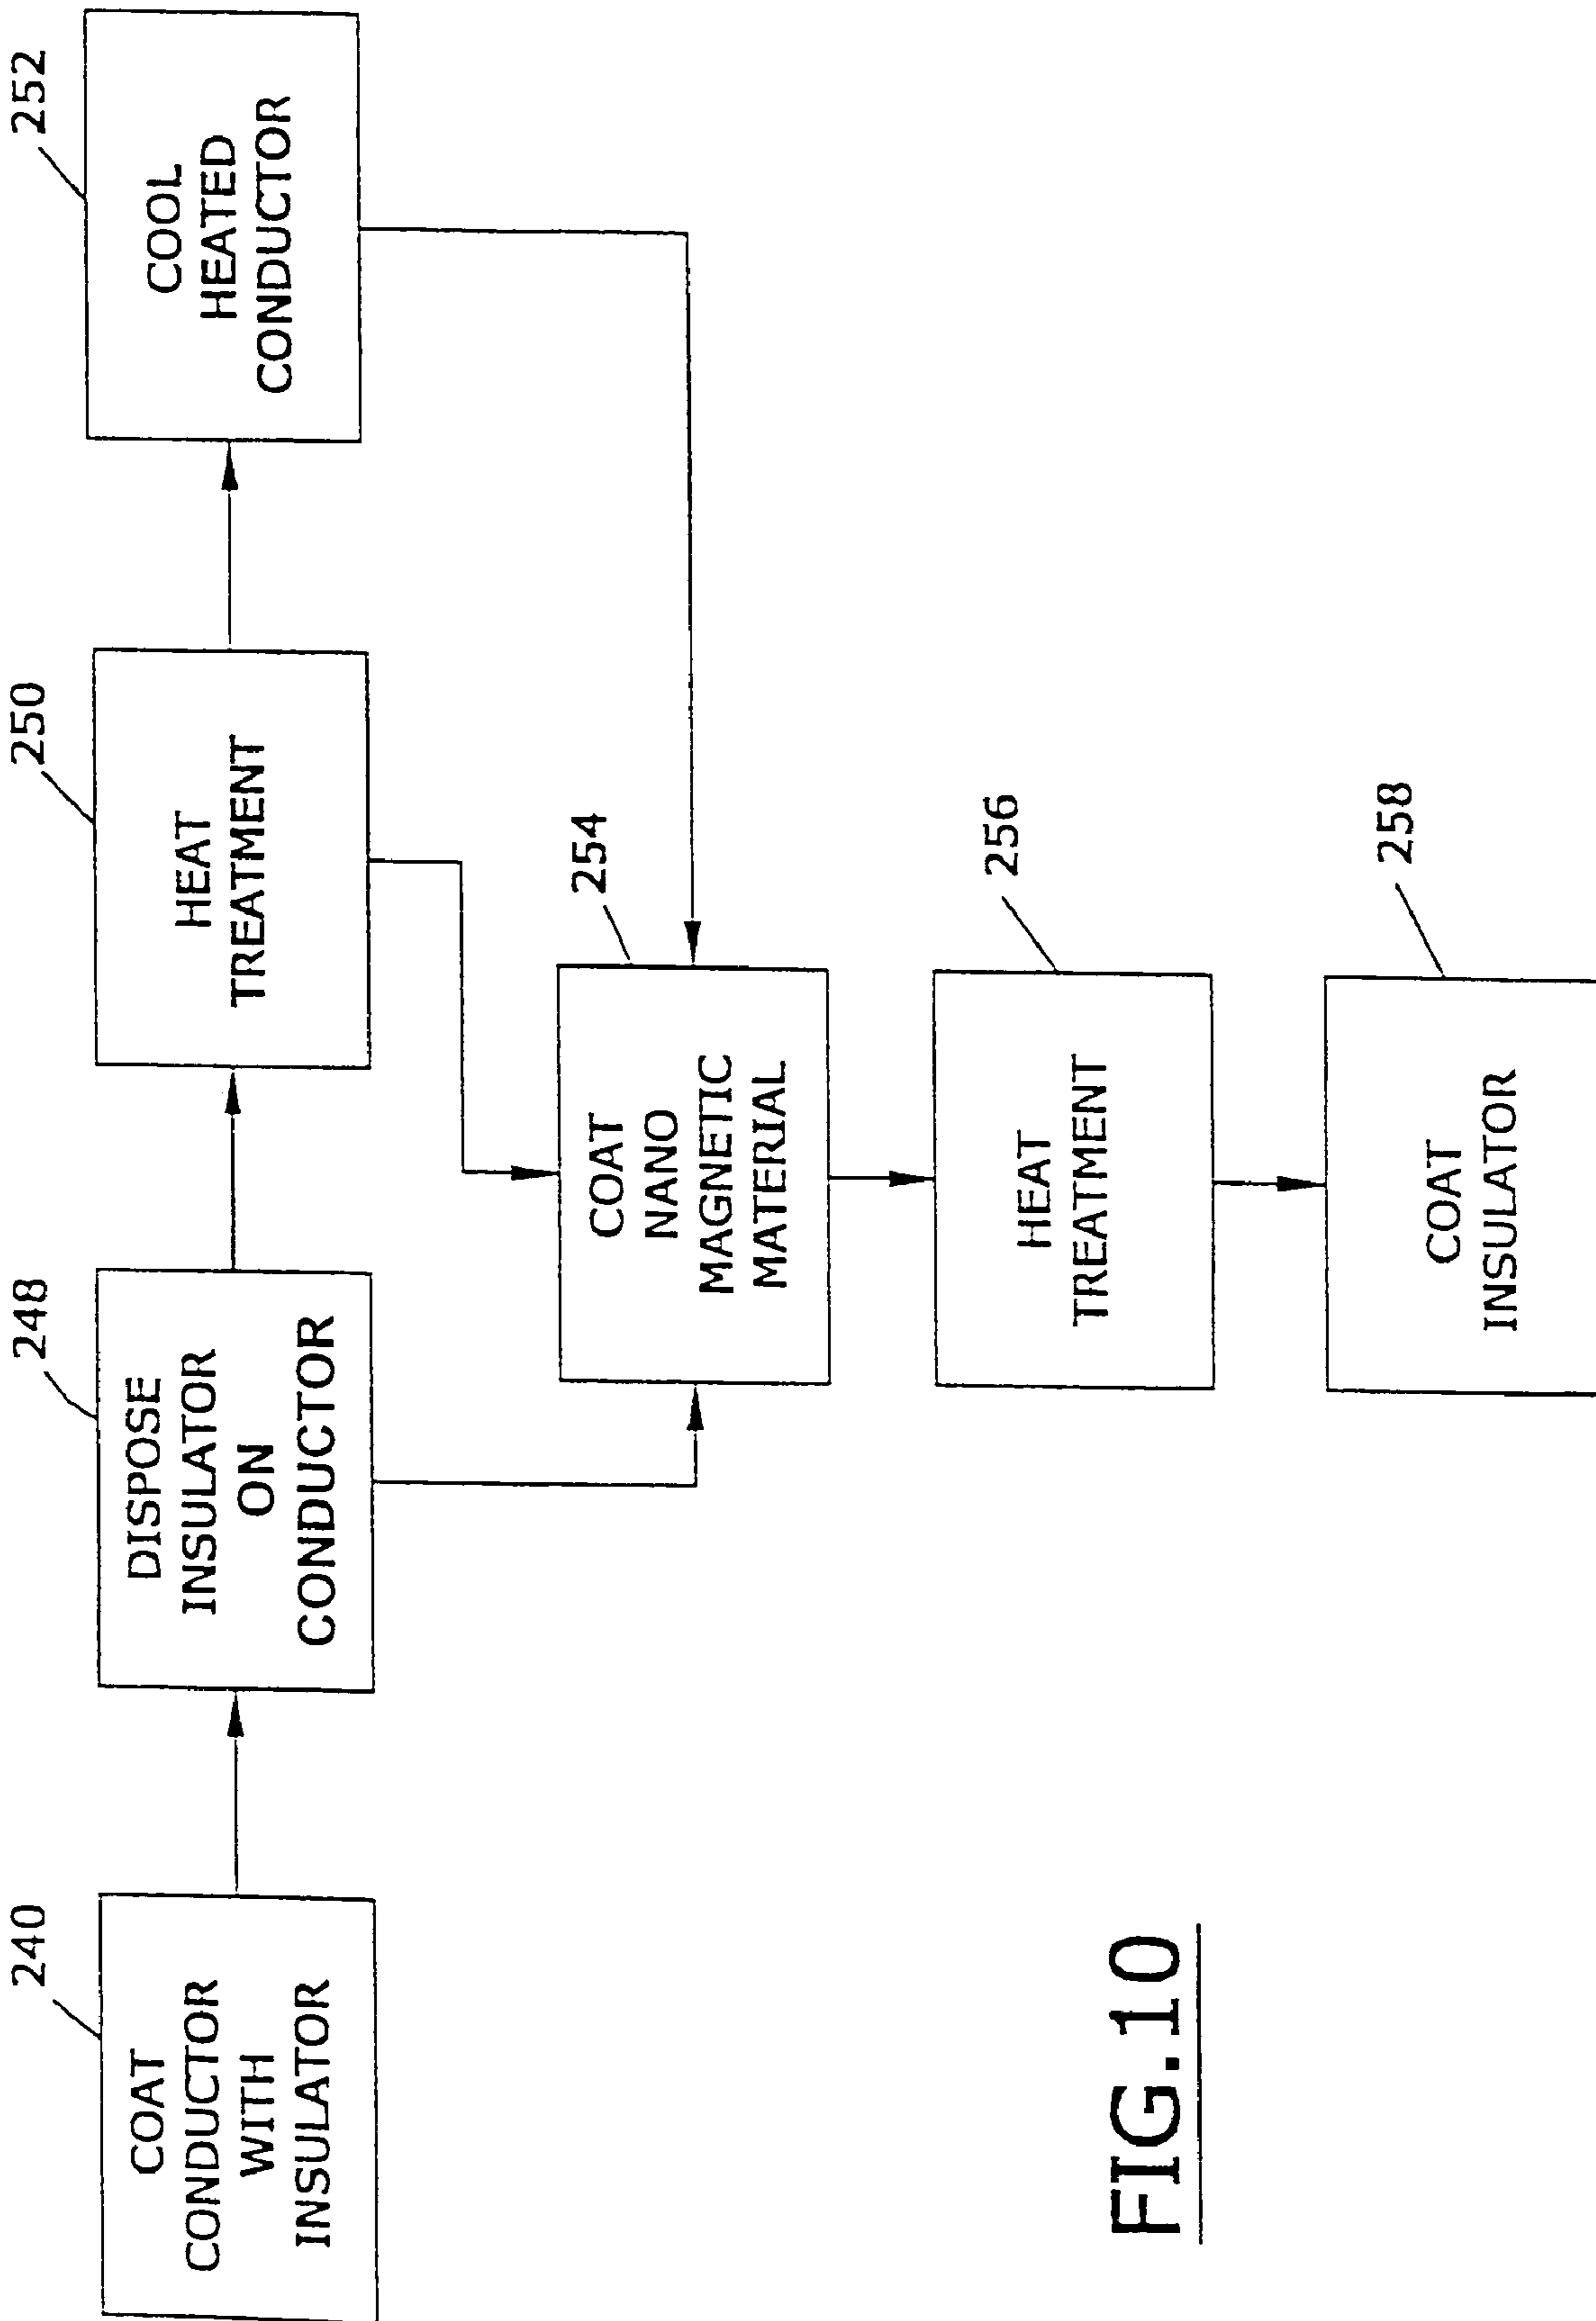 240
COAT
CONDUCTOR
WITH
INSULATOR
248
DISPOSE
INSULATOR
ON
CONDUCTOR
250
HEAT
TREATMENT
252
COOL
HEATED
CONDUCTOR
254
COAT
NANO
MAGNETIC
MATERIAL
256
HEAT
TREATMENT
258
COAT
INSULATOR
FIG.10